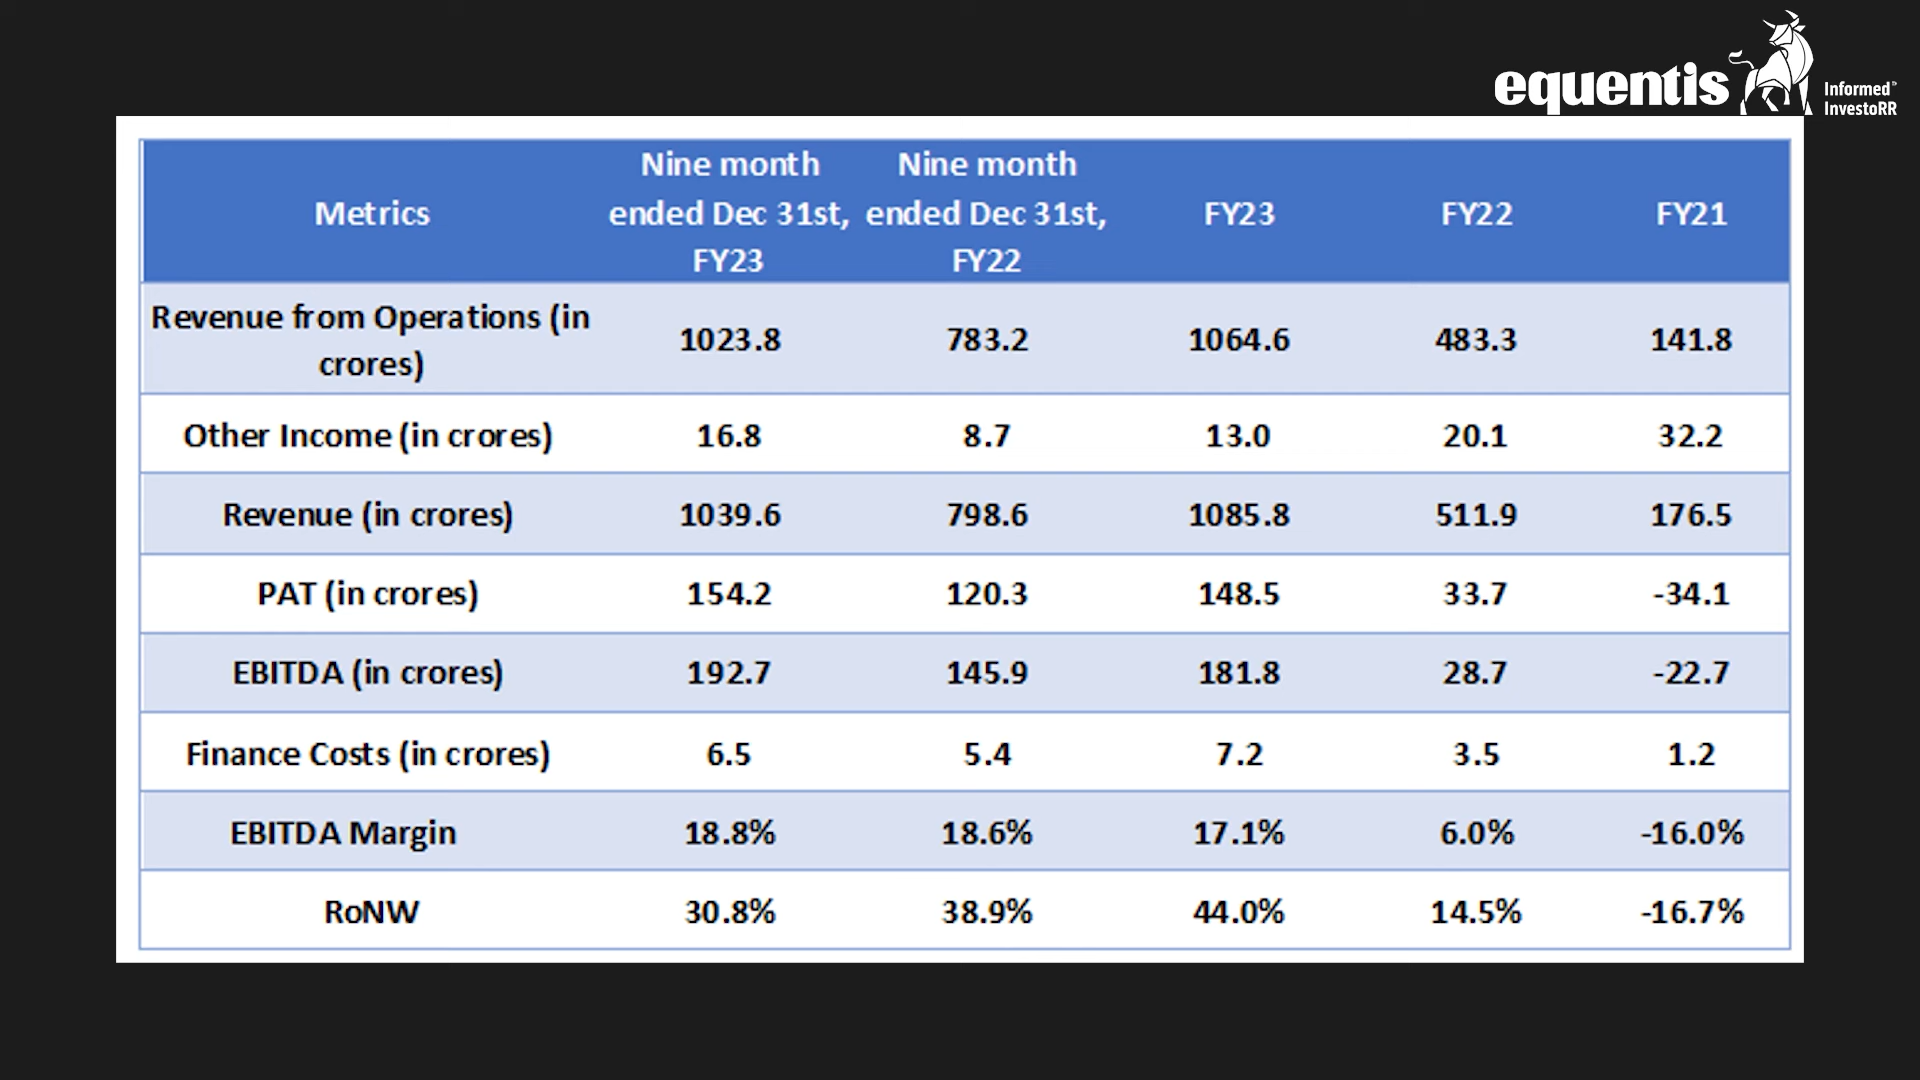 equentis
Informed
InvestoRR
Metrics
Nine month
ended Dec 31st,
FY23
Nine month
ended Dec 31st,
FY22
FY23
FY22
FY21
Revenue from Operations (in
crores)
1023.8
783.2
1064.6
483.3
141.8
Other Income (in crores)
16.8
8.7
13.0
20.1
32.2
Revenue (in crores)
1039.6
798.6
1085.8
511.9
176.5
PAT (in crores)
154.2
120.3
148.5
33.7
-34.1
EBITDA (in crores)
192.7
145.9
181.8
28.7
-22.7
Finance Costs (in crores)
6.5
5.4
7.2
3.5
1.2
EBITDA Margin
18.8%
18.6%
17.1%
6.0%
-16.0%
RoNW
30.8%
38.9%
44.0%
14.5%
-16.7%